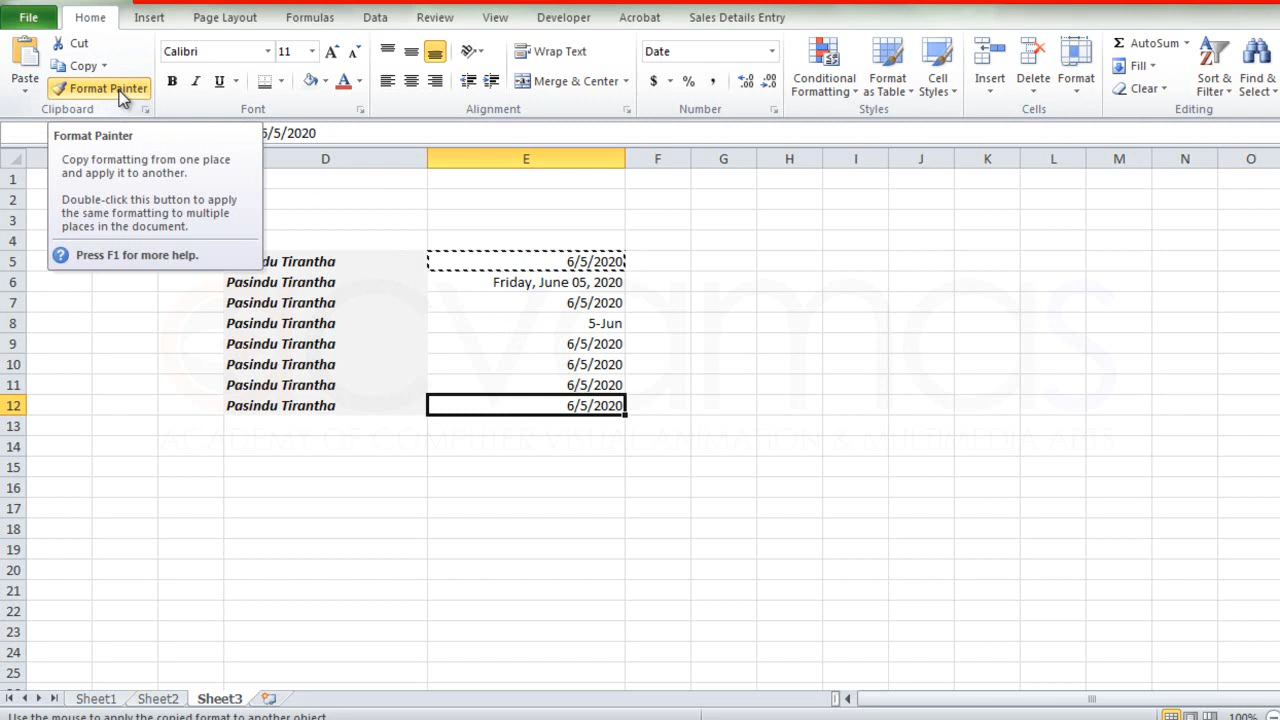 File Home Insert Page Layout Formulas Data Review View Developer Acrobat Sales Details Entry
Paste
Cut
Copy
Format Painter
Clipboard
Calibri 11
B I U
Font
Wrap Text
Merge & Center
Alignment
Date
$ % ,
Number
Conditional Formatting
Format as Table
Cell Styles
Styles
Insert Delete Format
Cells
Σ AutoSum
Fill
Clear
Sort & Filter
Find & Select
Editing
Format Painter
Copy formatting from one place
and apply it to another.
Double-click this button to apply
the same formatting to multiple
places in the document.
Press F1 for more help.
6/5/2020
D E F G H I J K L M N O
1
2
3
4
5 du Tirantha 6/5/2020
6 Pasindu Tirantha Friday, June 05, 2020
7 Pasindu Tirantha 6/5/2020
8 Pasindu Tirantha 5-Jun
9 Pasindu Tirantha 6/5/2020
10 Pasindu Tirantha 6/5/2020
11 Pasindu Tirantha 6/5/2020
12 Pasindu Tirantha 6/5/2020
13
ACADEMY OF COMPUTER VISUAL ANIMATION & MULTIMEDIA ARTS
14
15
16
17
18
19
20
21
22
23
24
25
Sheet1 Sheet2 Sheet3
Use the mouse to apply the copied format to another object
100%